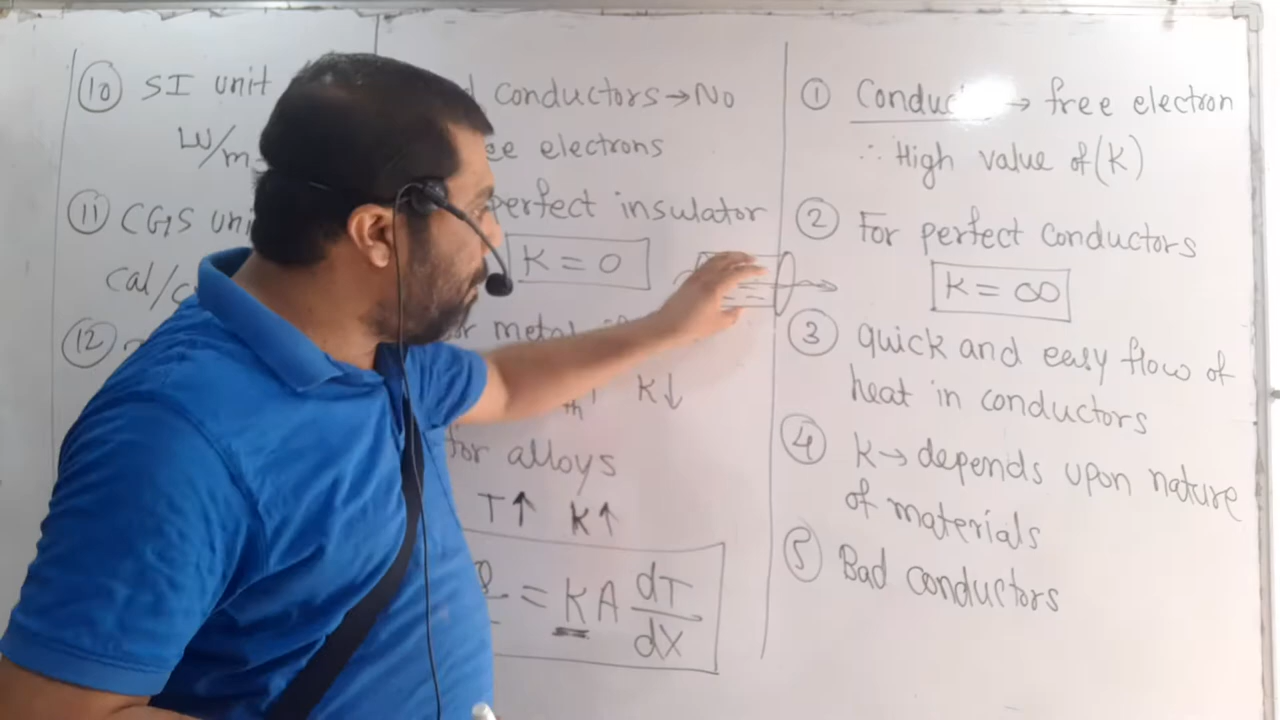 ⑩ SI unit
W/m
⑪ CGS uni
Cal/c
⑫
d conductors→No
ee electrons
perfect insulator
K = 0
metal
th↑ K↓
for alloys
T↑ K↑
= KA dT/dX
① Conduc → free electron
∴ High value of (K)
② For perfect conductors
K = ∞
③ quick and easy flow of
heat in conductors
④ K→ depends upon nature
of materials
⑤ Bad conductors